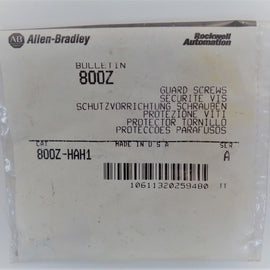 AB Allen-Bradley
Rockwell
Automation
BULLETIN
800Z
GUARD SCREWS
SECURITE VIS
SCHUTZVORRICHTUNG SCHRAUBEN
PROTEZIONE VITI
PROTECTOR TORNILLO
PROTECCOES PARAFUSOS
CAT MADE IN U S A SER
800Z-HAH1 A
10611320259480